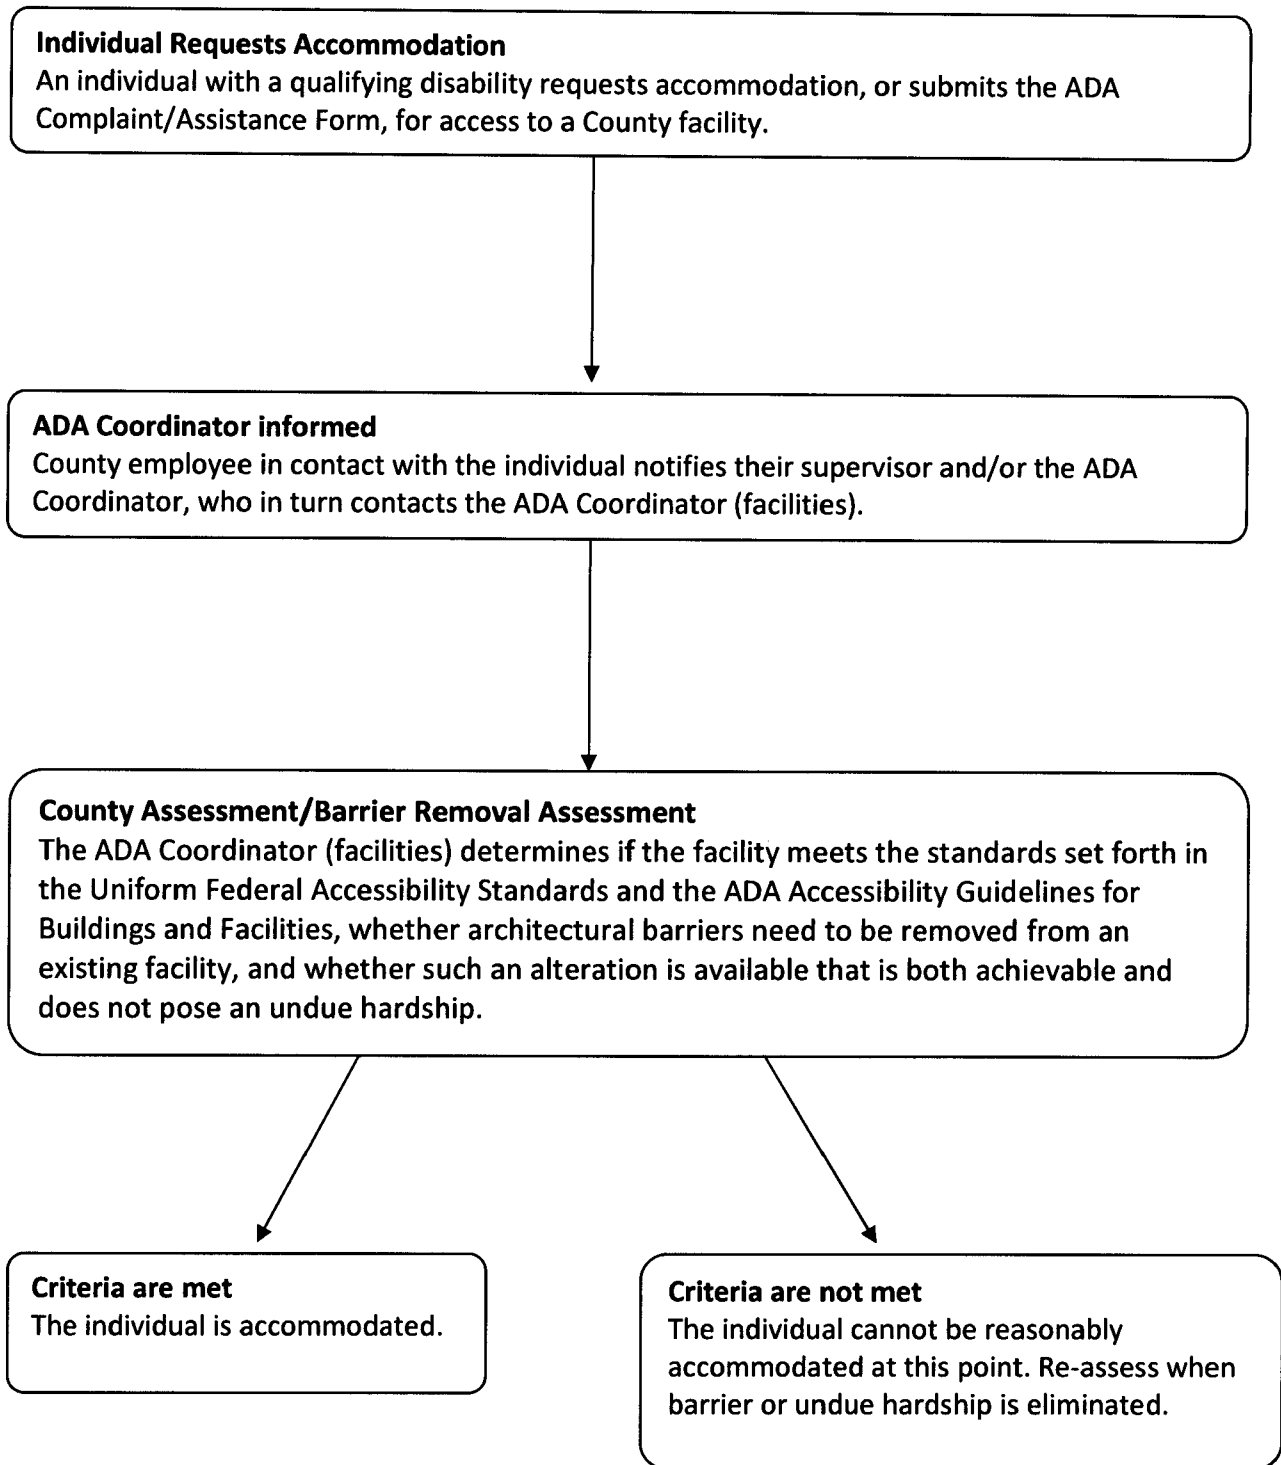 Individual Requests Accommodation
An individual with a qualifying disability requests accommodation, or submits the ADA
Complaint/Assistance Form, for access to a County facility.
ADA Coordinator informed
County employee in contact with the individual notifies their supervisor and/or the ADA
Coordinator, who in turn contacts the ADA Coordinator (facilities).
County Assessment/Barrier Removal Assessment
The ADA Coordinator (facilities) determines if the facility meets the standards set forth in
the Uniform Federal Accessibility Standards and the ADA Accessibility Guidelines for
Buildings and Facilities, whether architectural barriers need to be removed from an
existing facility, and whether such an alteration is available that is both achievable and
does not pose an undue hardship.
Criteria are met
The individual is accommodated.
Criteria are not met
The individual cannot be reasonably
accommodated at this point. Re-assess when
barrier or undue hardship is eliminated.